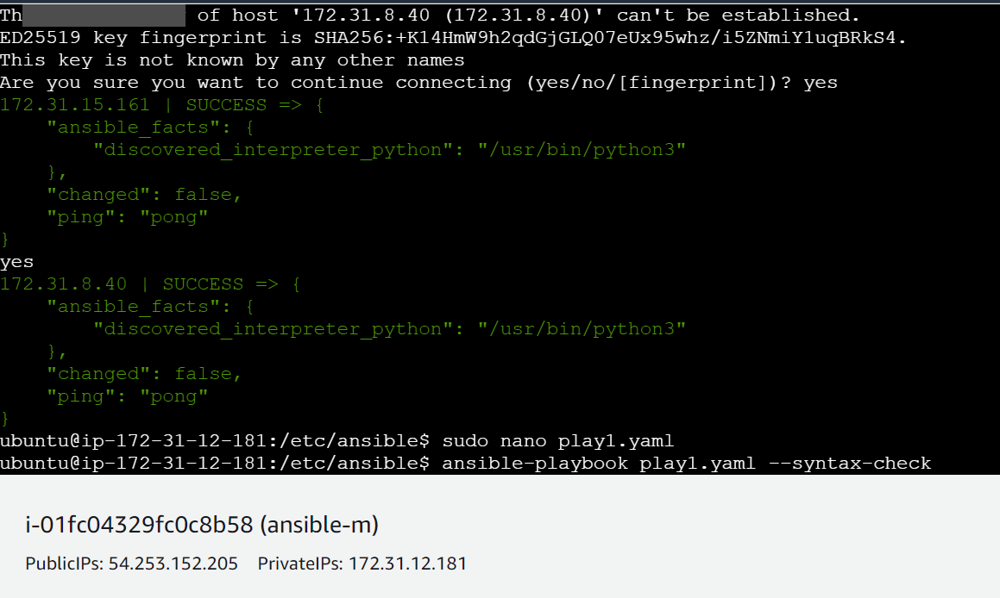 Th of host '172.31.8.40 (172.31.8.40)' can't be established.
ED25519 key fingerprint is SHA256:+K14HmW9h2qdGjGLQ07eUx95whz/i5ZNmiY1uqBRkS4.
This key is not known by any other names
Are you sure you want to continue connecting (yes/no/[fingerprint])? yes
172.31.15.161 | SUCCESS => {
    "ansible_facts": {
        "discovered_interpreter_python": "/usr/bin/python3"
    },
    "changed": false,
    "ping": "pong"
}
yes
172.31.8.40 | SUCCESS => {
    "ansible_facts": {
        "discovered_interpreter_python": "/usr/bin/python3"
    },
    "changed": false,
    "ping": "pong"
}
ubuntu@ip-172-31-12-181:/etc/ansible$ sudo nano play1.yaml
ubuntu@ip-172-31-12-181:/etc/ansible$ ansible-playbook play1.yaml --syntax-check
i-01fc04329fc0c8b58 (ansible-m)
PublicIPs: 54.253.152.205 PrivateIPs: 172.31.12.181